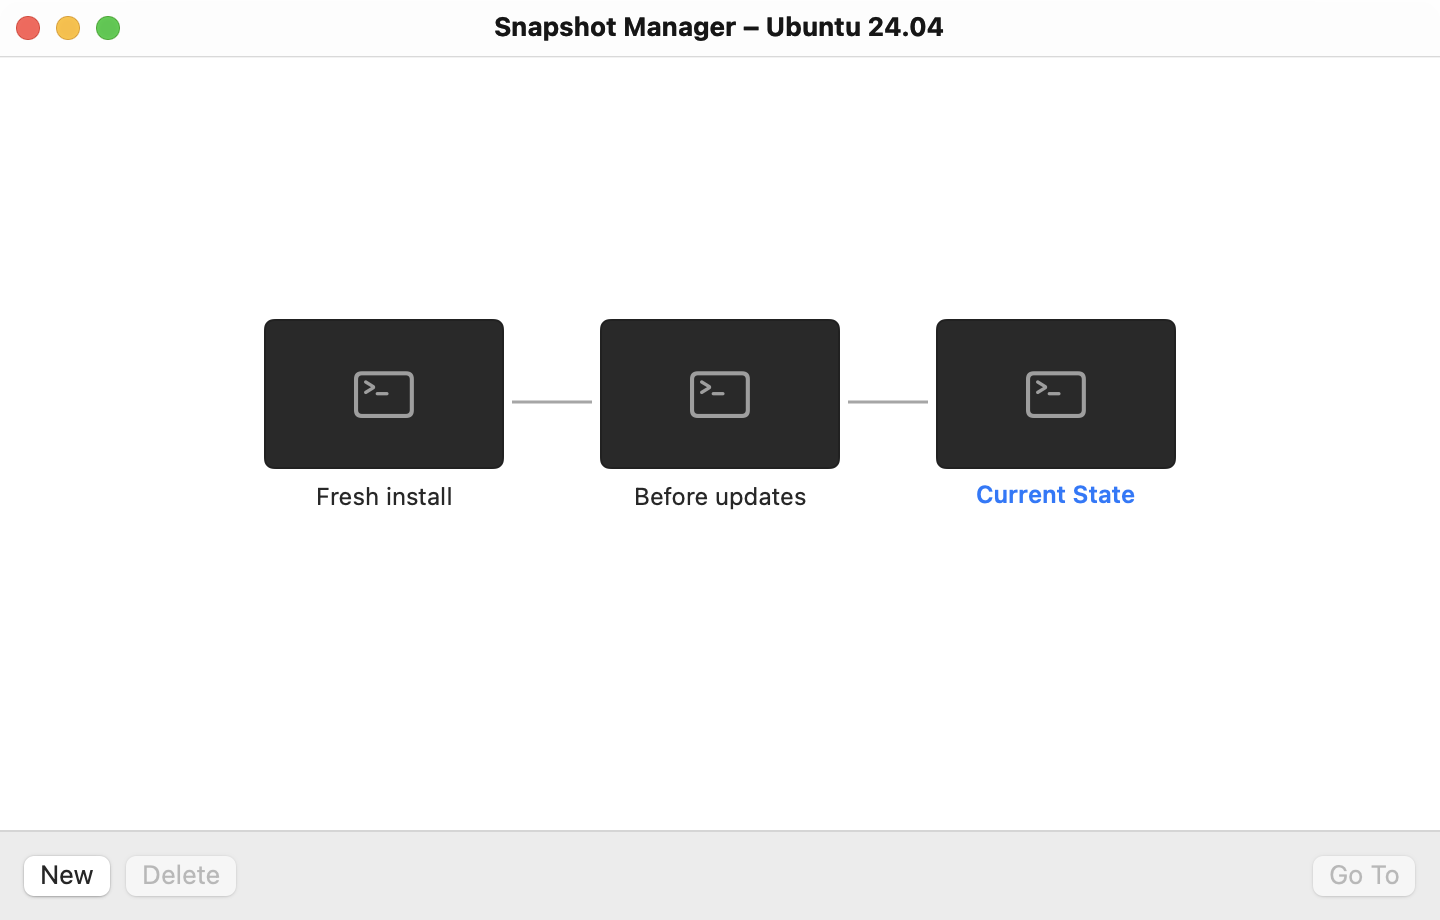 Snapshot Manager – Ubuntu 24.04
Fresh install
Before updates
Current State
New
Delete
Go To